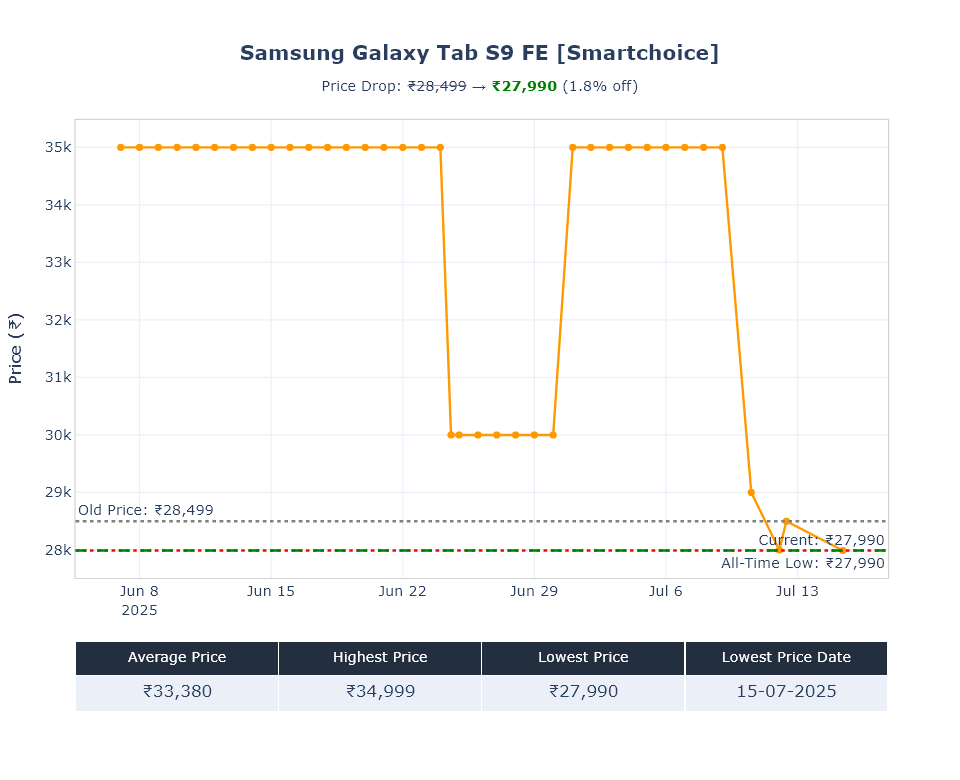 Samsung Galaxy Tab S9 FE [Smartchoice]
Price Drop: ₹28,499 → ₹27,990 (1.8% off)
Price (₹)
35k
34k
33k
32k
31k
30k
29k
28k
Old Price: ₹28,499
Current: ₹27,990
All-Time Low: ₹27,990
Jun 8 Jun 15 Jun 22 Jun 29 Jul 6 Jul 13
2025
Average Price Highest Price Lowest Price Lowest Price Date
₹33,380 ₹34,999 ₹27,990 15-07-2025